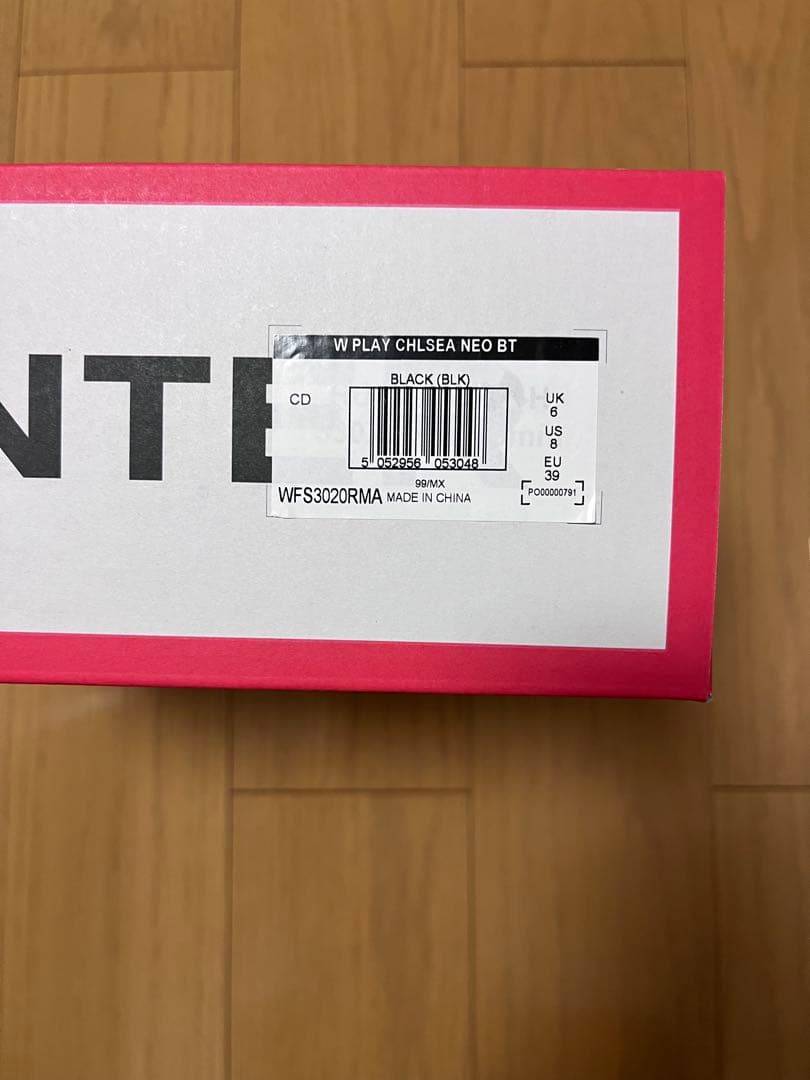 NTE
W PLAY CHLSEA NEO BT
BLACK (BLK)
CD
5 052956 053048
UK
6
US
8
EU
39
99/MX
WFS3020RMA MADE IN CHINA
PO00000791